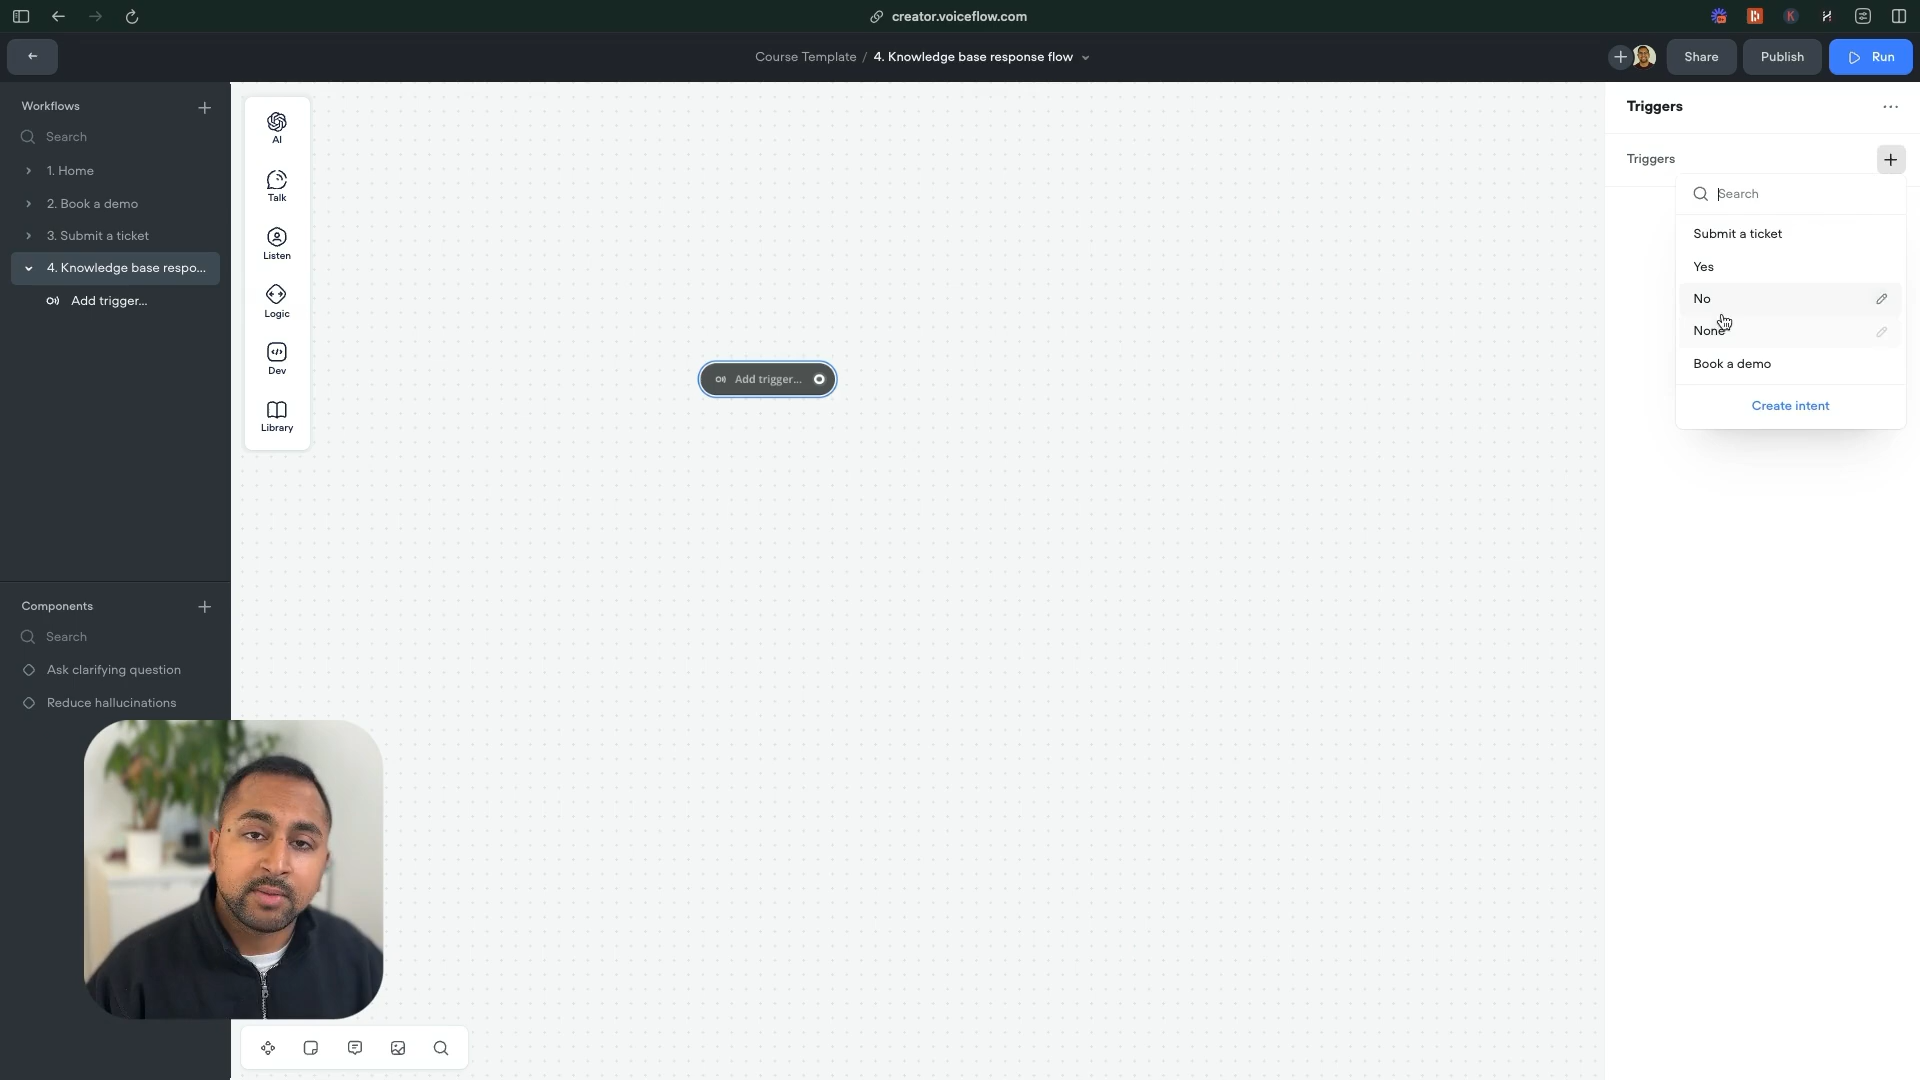 creator.voiceflow.com
Course Template / 4. Knowledge base response flow
Share
Publish
Run
Workflows
Search
1. Home
2. Book a demo
3. Submit a ticket
4. Knowledge base respo...
Add trigger...
Components
Search
Ask clarifying question
Reduce hallucinations
AI
Talk
Listen
Logic
Dev
Library
Add trigger...
Triggers
Triggers
Search
Submit a ticket
Yes
No
None
Book a demo
Create intent